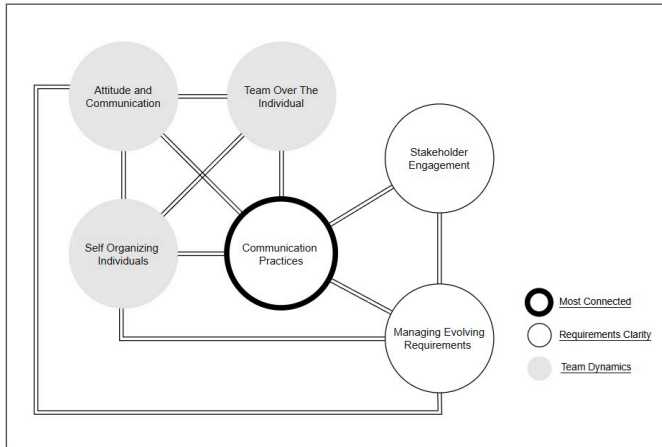 Attitude and
Communication
Team Over The
Individual
Stakeholder
Engagement
Self Organizing
Individuals
Communication
Practices
Managing Evolving
Requirements
Most Connected
Requirements Clarity
Team Dynamics